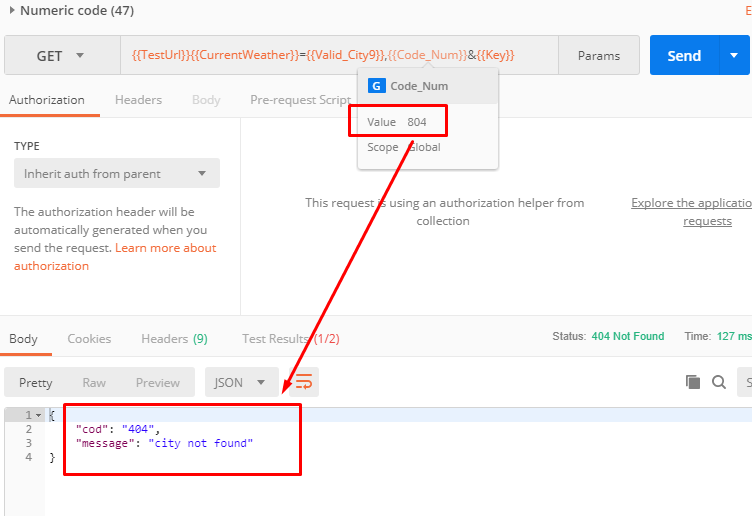 Numeric code (47)
E
GET {{TestUrl}}{{CurrentWeather}}={{Valid_City9}},{{Code_Num}}&{{Key}} Params Send
G Code_Num
Value 804
Scope Global
Authorization Headers Body Pre-request Script
TYPE
Inherit auth from parent
The authorization header will be
automatically generated when you
send the request. Learn more about
authorization
This request is using an authorization helper from
collection
Explore the applicatio
requests
Body Cookies Headers (9) Test Results (1/2) Status: 404 Not Found Time: 127 ms
Pretty Raw Preview JSON S
1 {
2 "cod": "404",
3 "message": "city not found"
4 }